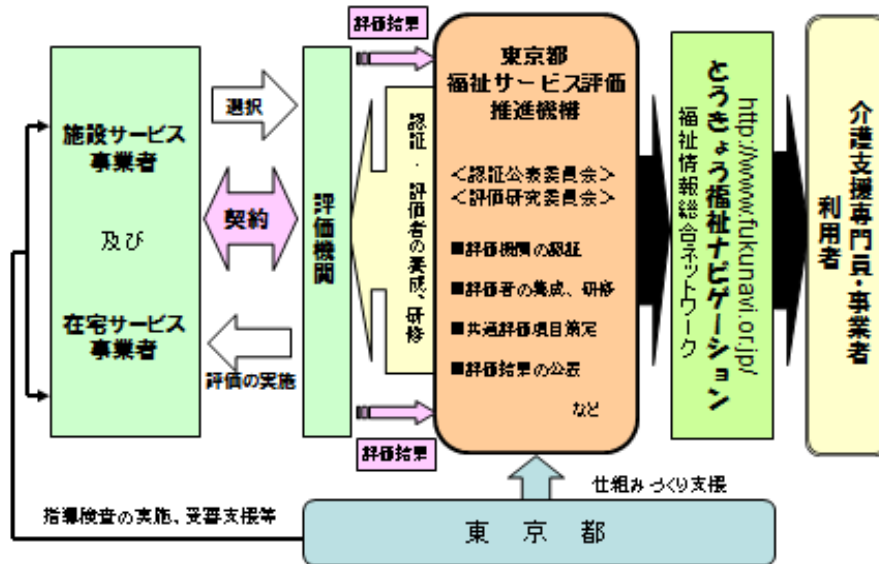 施設サービス
事業者
及び
在宅サービス
事業者
選択
契約
評価の実施
評価機関
評価結果
認証・評価者の養成、研修
評価結果
東京都
福祉サービス評価
推進機構
<認証公表委員会>
<評価研究委員会>
■評価機関の認証
■評価者の養成、研修
■共通評価項目策定
■評価結果の公表
など
とうきょう福祉ナビゲーション
http://www.fukunavi.or.jp/
福祉情報総合ネットワーク
介護支援専門員・事業者
利用者
仕組みづくり支援
指導検査の実施、受審支援等
東京都